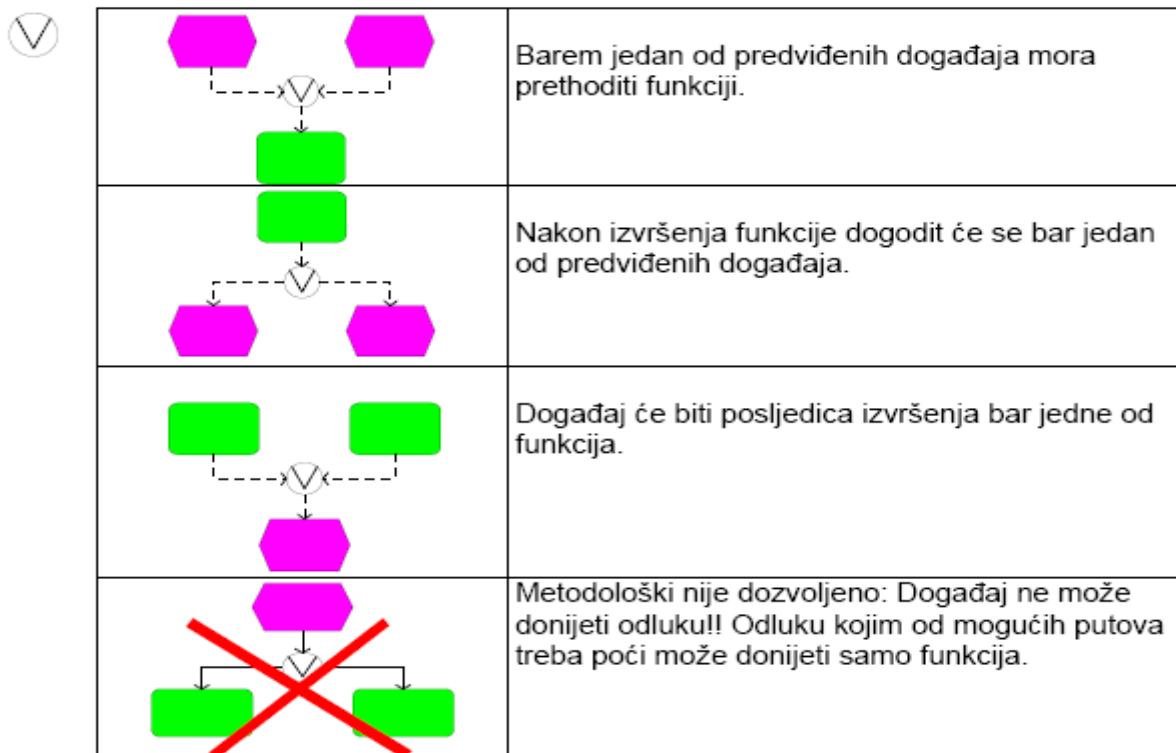 Barem jedan od predviđenih događaja mora
prethoditi funkciji.
Nakon izvršenja funkcije dogodit će se bar jedan
od predviđenih događaja.
Događaj će biti posljedica izvršenja bar jedne od
funkcija.
Metodološki nije dozvoljeno: Događaj ne može
donijeti odluku!! Odluku kojim od mogućih putova
treba poći može donijeti samo funkcija.